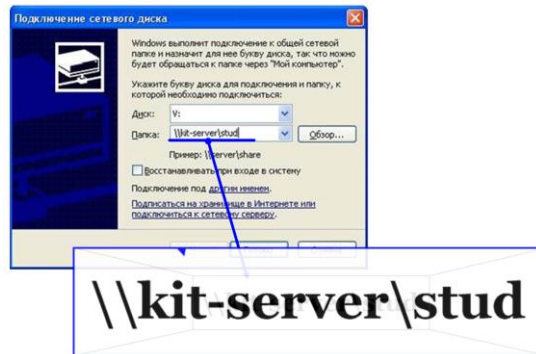 Подключение сетевого диска
Windows выполнит подключение к общей сетевой
папке и назначит для нее букву диска, так что можно
будет обращаться к папке через "Мой компьютер".
Укажите букву диска для подключения и папку, к
которой необходимо подключиться:
Диск: V:
Папка: \\kit-server\stud Обзор...
Пример: \\server\share
Восстанавливать при входе в систему
Подключение под другим именем.
Подписаться на хранилище в Интернете или
подключиться к сетевому серверу.
\\kit-server\stud